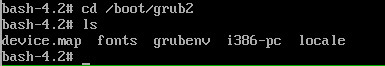 bash-4.2# cd /boot/grub2
bash-4.2# ls
device.map  fonts  grubenv  i386-pc  locale
bash-4.2# _